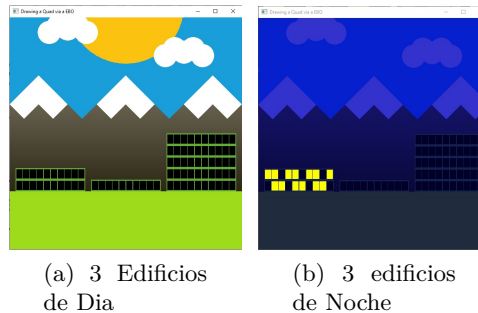 Drawing a Quad via a EBO
Drawing a Quad via a EBO
(a) 3 Edificios
de Dia
(b) 3 edificios
de Noche